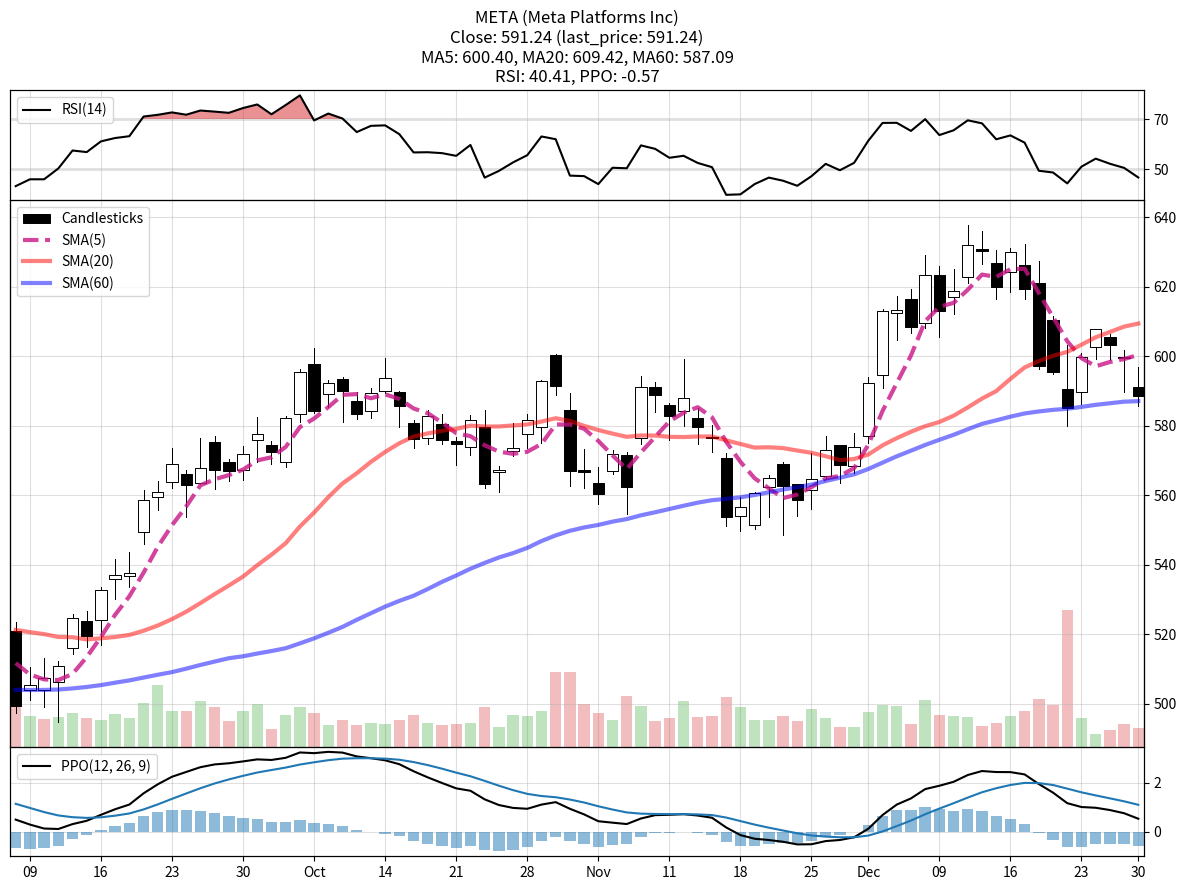 META (Meta Platforms Inc)
Close: 591.24 (last_price: 591.24)
MA5: 600.40, MA20: 609.42, MA60: 587.09
RSI: 40.41, PPO: -0.57
RSI(14)
70
50
Candlesticks
SMA(5)
SMA(20)
SMA(60)
640
620
600
580
560
540
520
500
PPO(12, 26, 9)
2
0
09 16 23 30 Oct 14 21 28 Nov 11 18 25 Dec 09 16 23 30